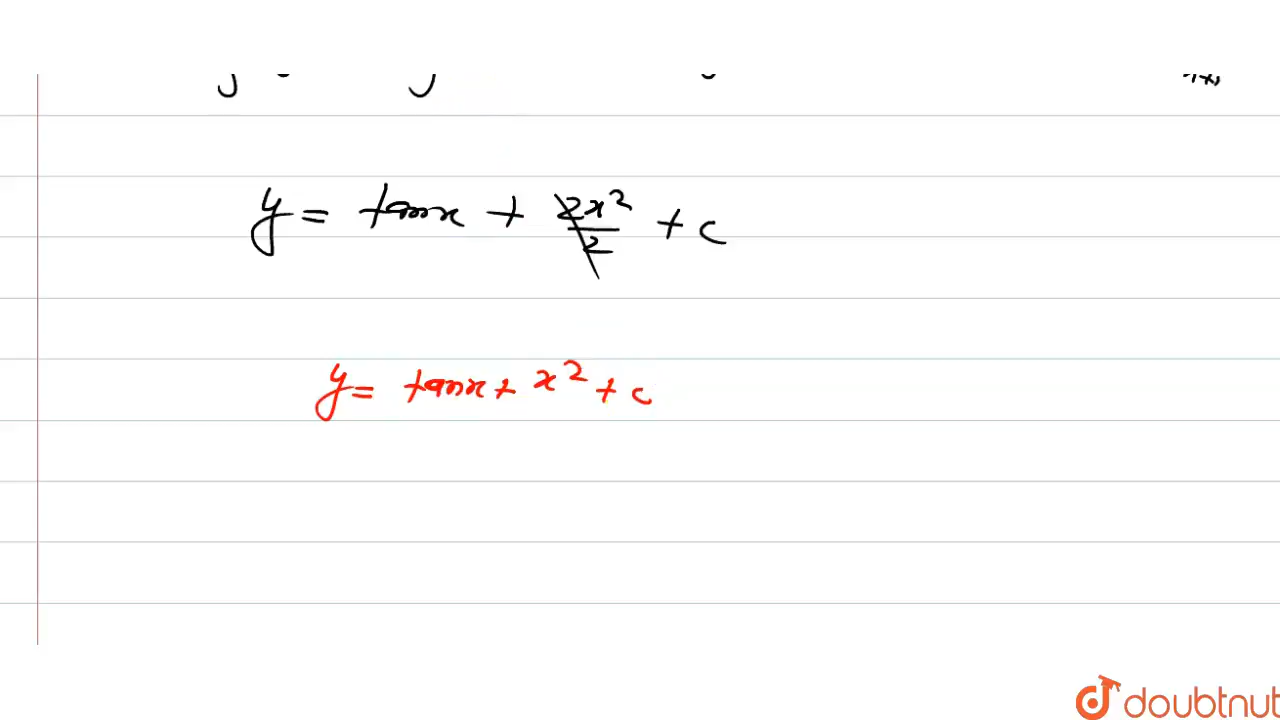 y = tanx + 2x²/2 + c
y = tanx + x² + c
doubtnut